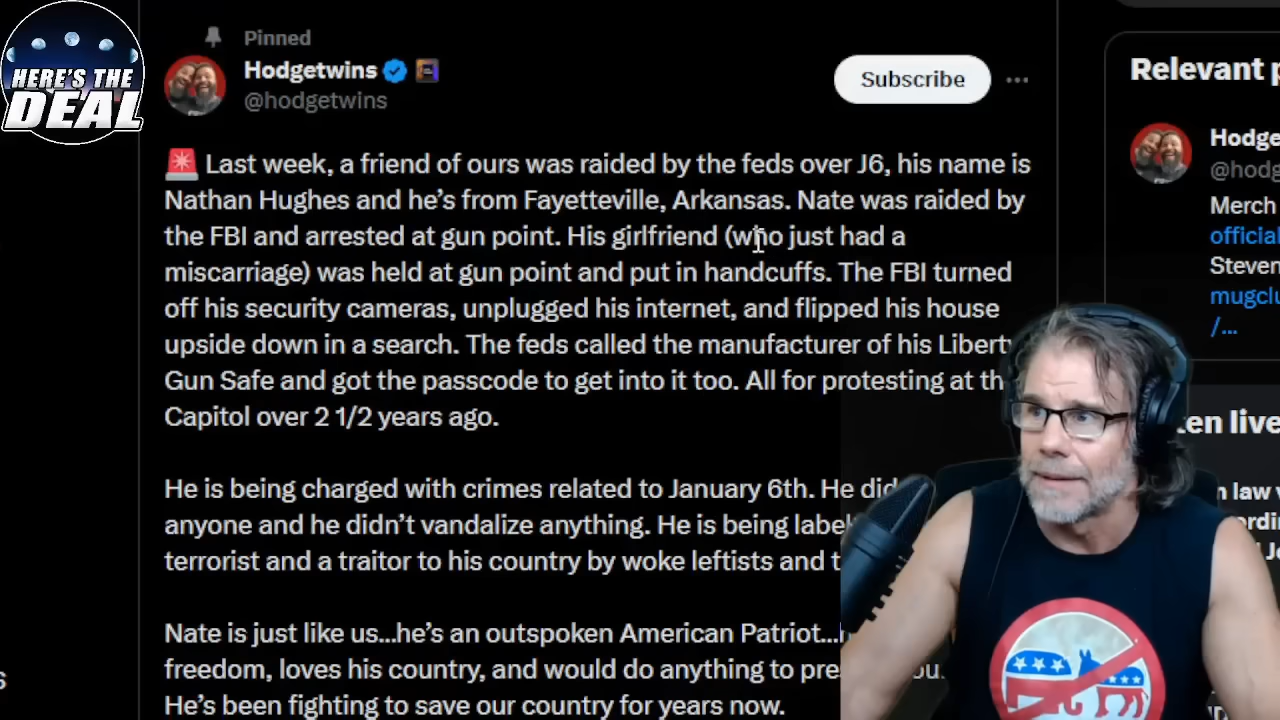 HERE'S THE
DEAL
Pinned
Hodgetwins
@hodgetwins
Subscribe
🚨 Last week, a friend of ours was raided by the feds over J6, his name is
Nathan Hughes and he's from Fayetteville, Arkansas. Nate was raided by
the FBI and arrested at gun point. His girlfriend (who just had a
miscarriage) was held at gun point and put in handcuffs. The FBI turned
off his security cameras, unplugged his internet, and flipped his house
upside down in a search. The feds called the manufacturer of his Liberty
Gun Safe and got the passcode to get into it too. All for protesting at th
Capitol over 2 1/2 years ago.
He is being charged with crimes related to January 6th. He did
anyone and he didn't vandalize anything. He is being label
terrorist and a traitor to his country by woke leftists and t
Nate is just like us...he's an outspoken American Patriot...h
freedom, loves his country, and would do anything to pre ou
He's been fighting to save our country for years now.
Relevant p
Hodge
@hodg
Merch
official
Steven
mugclu
/...
ten live
n law v
ordi
6